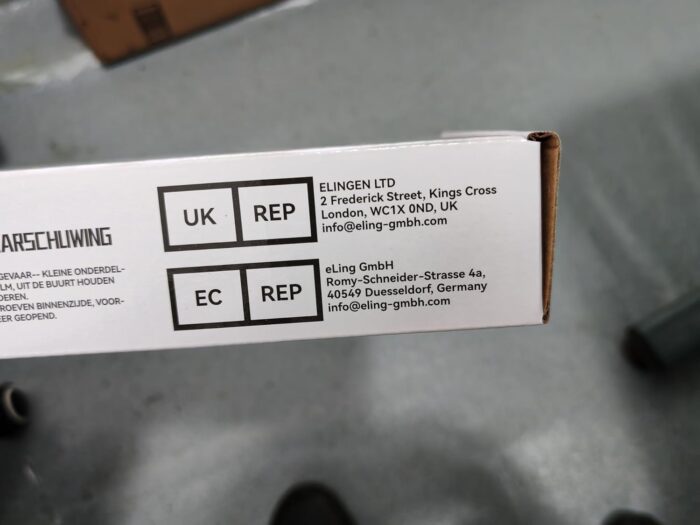 ARSCHUWING
GEVAAR-- KLEINE ONDERDEL-
LM, UIT DE BUURT HOUDEN
DEREN.
ROEVEN BINNENZIJDE, VOOR-
ER GEOPEND.
UK REP
ELINGEN LTD
2 Frederick Street, Kings Cross
London, WC1X 0ND, UK
info@eling-gmbh.com
EC REP
eLing GmbH
Romy-Schneider-Strasse 4a,
40549 Duesseldorf, Germany
info@eling-gmbh.com